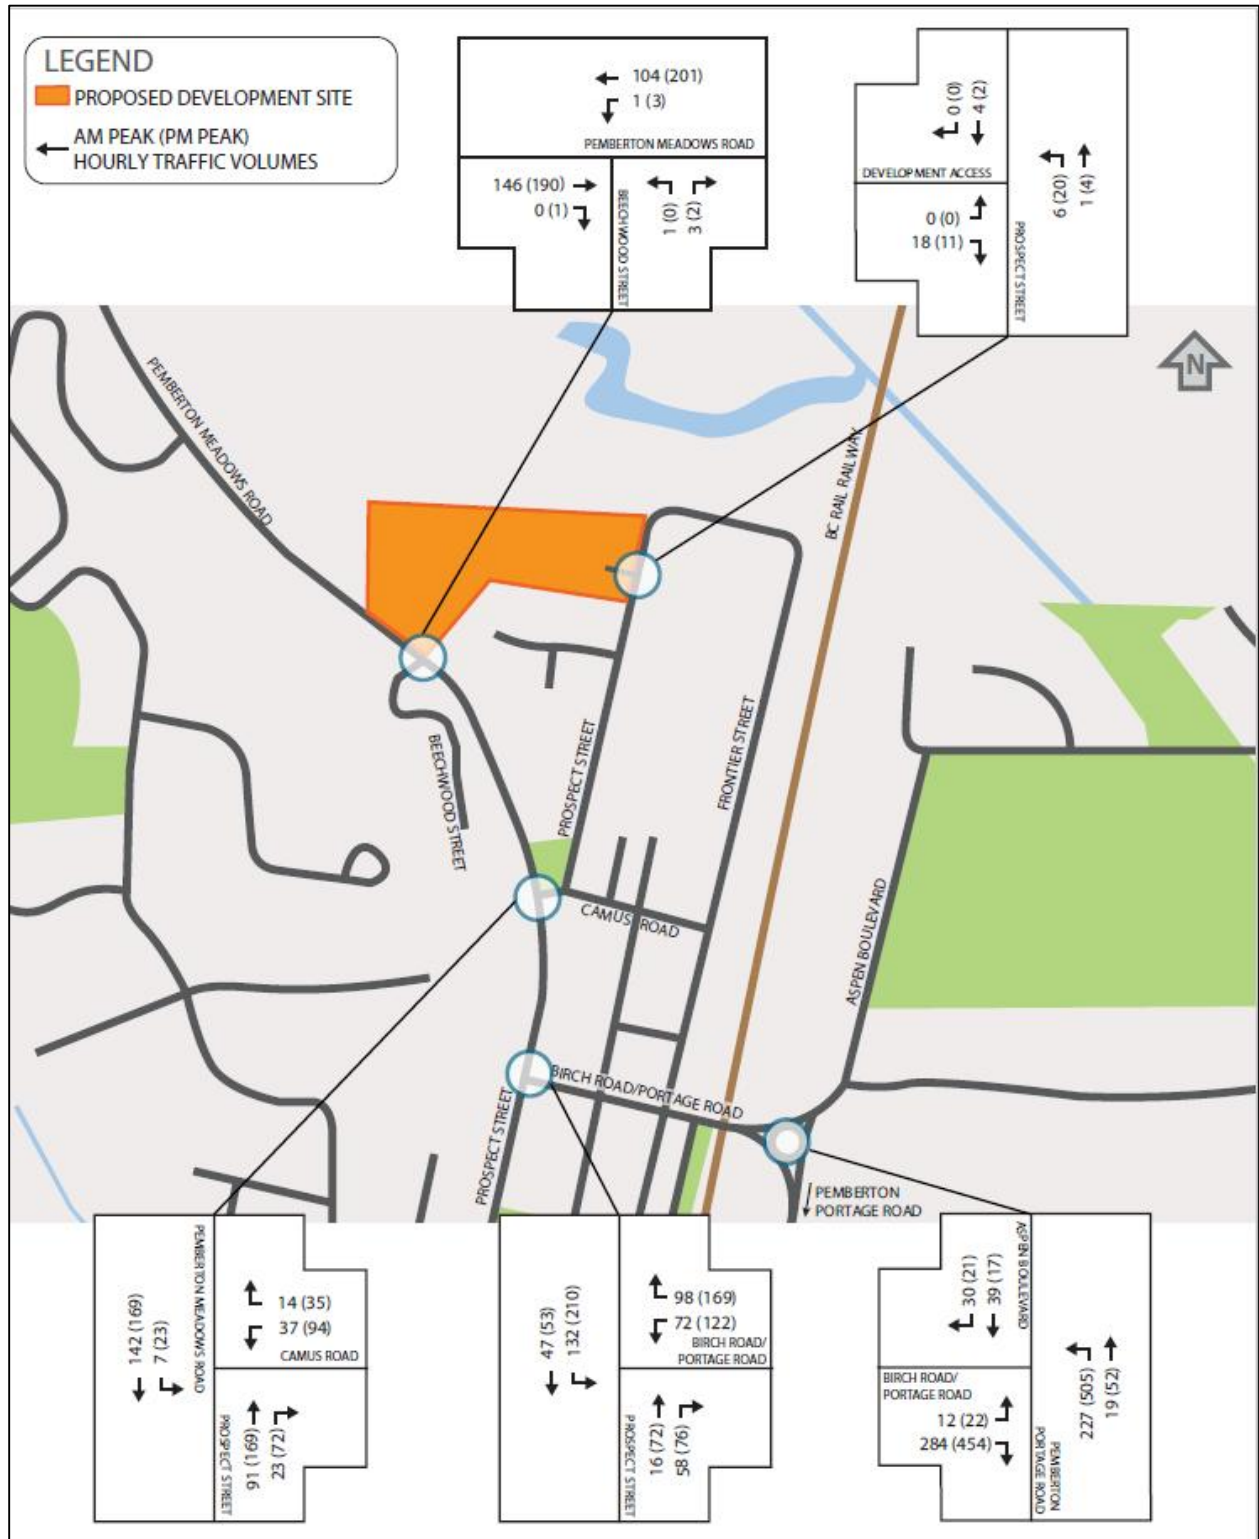 LEGEND
PROPOSED DEVELOPMENT SITE
AM PEAK (PM PEAK)
HOURLY TRAFFIC VOLUMES
104 (201)
1 (3)
PEMBERTON MEADOWS ROAD
146 (190)
0 (1)
BEECHWOOD STREET
1 (0)
3 (2)
0 (0)
4 (2)
DEVELOPMENT ACCESS
6 (20)
1 (4)
0 (0)
18 (11)
PROSPECT STREET
N
PEMBERTON MEADOWS ROAD
BC RAIL RAILWAY
BEECHWOOD STREET
PROSPECT STREET
FRONTIER STREET
CAMUS ROAD
ASPEN BOULEVARD
BIRCH ROAD/PORTAGE ROAD
PROSPECT STREET
PEMBERTON
PORTAGE ROAD
142 (169)
7 (23)
PEMBERTON MEADOWS ROAD
14 (35)
37 (94)
CAMUS ROAD
PROSPECT STREET
91 (169)
23 (72)
47 (53)
132 (210)
98 (169)
72 (122)
BIRCH ROAD/
PORTAGE ROAD
PROSPECT STREET
16 (72)
58 (76)
30 (21)
39 (17)
ASPEN BOULEVARD
BIRCH ROAD/
PORTAGE ROAD
12 (22)
284 (454)
227 (505)
19 (52)
PEMBERTON
PORTAGE ROAD